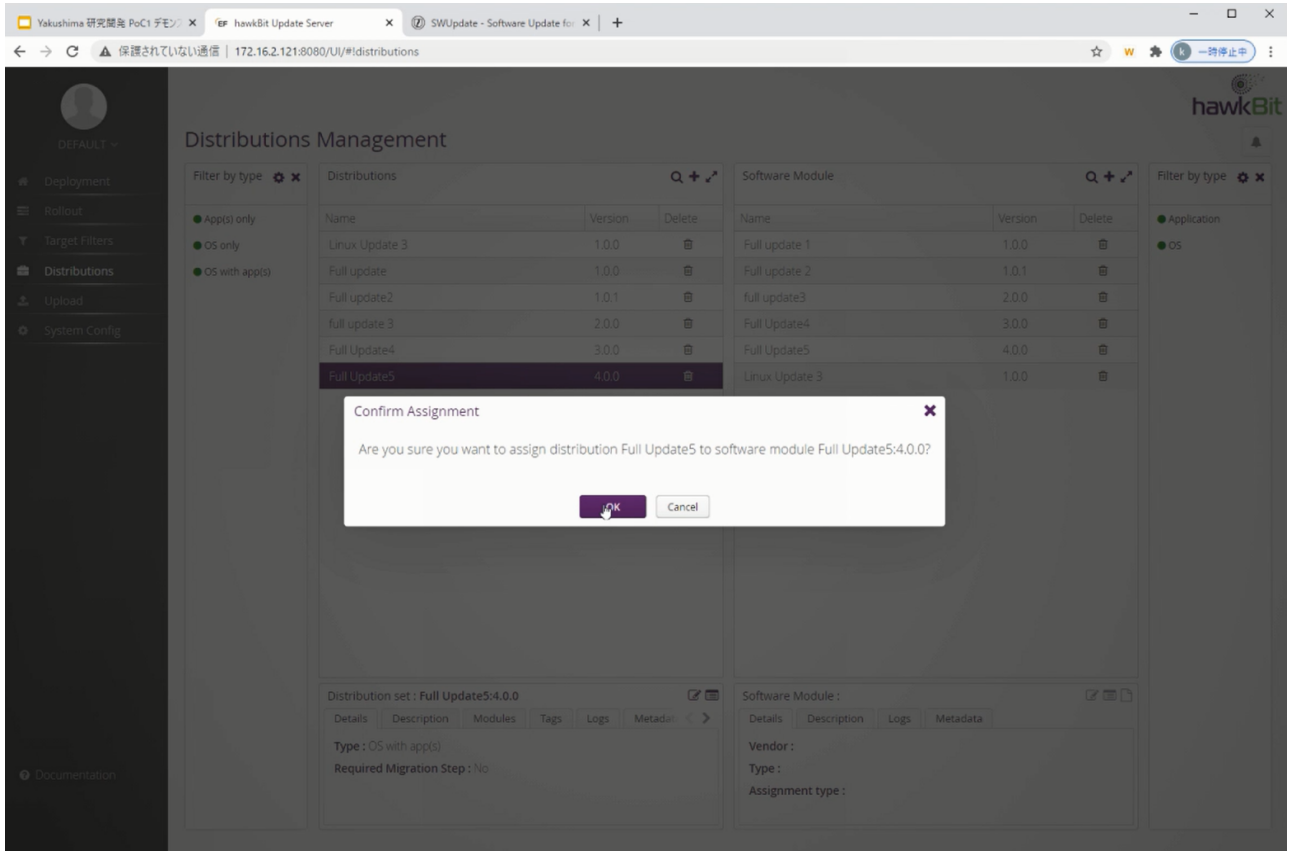 Yakushima 研究開発 PoC1 デモン
hawkBit Update Server
SWUpdate - Software Update for
保護されていない通信 | 172.16.2.121:8080/UI/#!distributions
W
k 一時停止中
hawkBit
DEFAULT
Distributions Management
Deployment
Rollout
Target Filters
Distributions
Upload
System Config
Documentation
Filter by type
App(s) only
OS only
OS with app(s)
Distributions
Name Version Delete
Linux Update 3 1.0.0
Full update 1.0.0
Full update2 1.0.1
full update 3 2.0.0
Full Update4 3.0.0
Full Update5 4.0.0
Software Module
Name Version Delete
Full update 1 1.0.0
Full update 2 1.0.1
full update3 2.0.0
Full Update4 3.0.0
Full Update5 4.0.0
Linux Update 3 1.0.0
Filter by type
Application
OS
Confirm Assignment
Are you sure you want to assign distribution Full Update5 to software module Full Update5:4.0.0?
OK Cancel
Distribution set : Full Update5:4.0.0
Details Description Modules Tags Logs Metadat
Type : OS with app(s)
Required Migration Step : No
Software Module :
Details Description Logs Metadata
Vendor :
Type :
Assignment type :